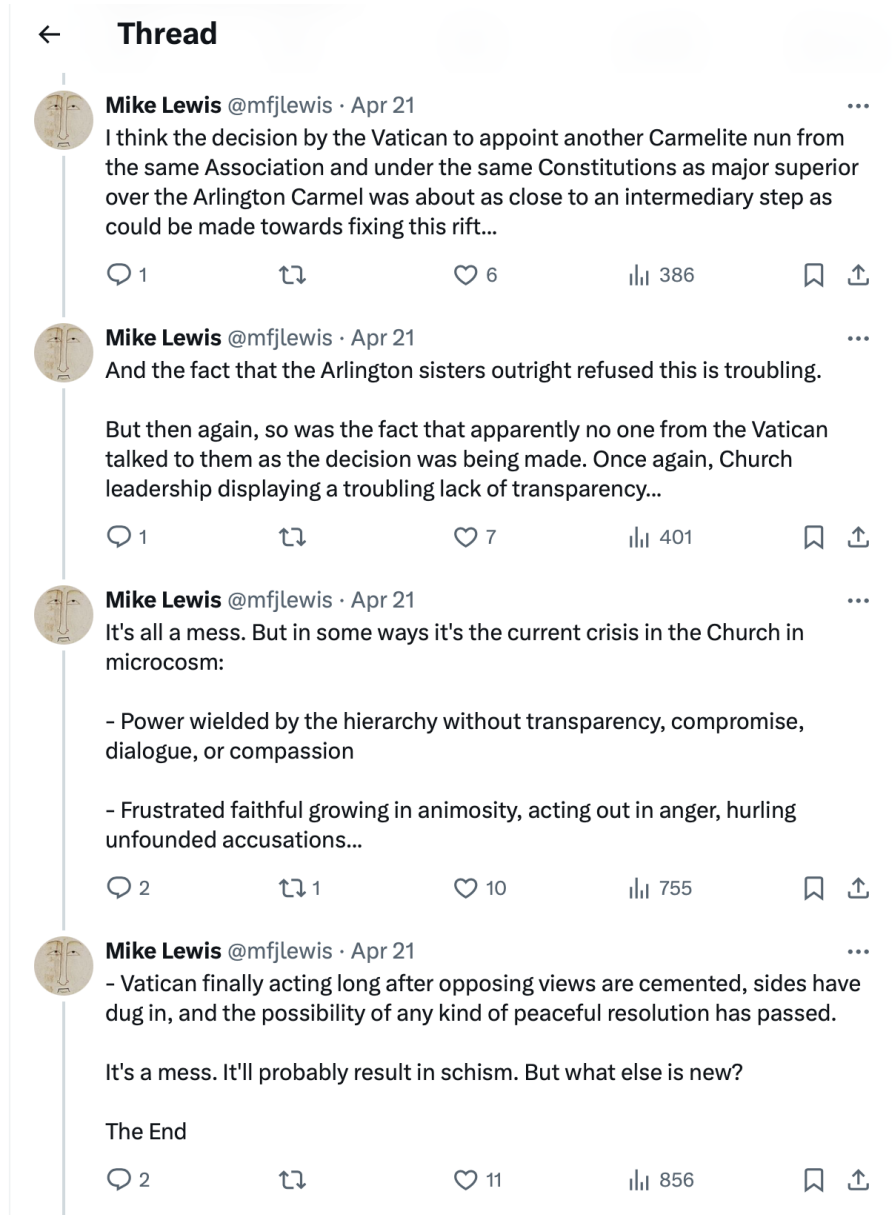 Thread
Mike Lewis @mfjlewis · Apr 21
I think the decision by the Vatican to appoint another Carmelite nun from
the same Association and under the same Constitutions as major superior
over the Arlington Carmel was about as close to an intermediary step as
could be made towards fixing this rift...
1 6 386
Mike Lewis @mfjlewis · Apr 21
And the fact that the Arlington sisters outright refused this is troubling.
But then again, so was the fact that apparently no one from the Vatican
talked to them as the decision was being made. Once again, Church
leadership displaying a troubling lack of transparency...
1 7 401
Mike Lewis @mfjlewis · Apr 21
It's all a mess. But in some ways it's the current crisis in the Church in
microcosm:
- Power wielded by the hierarchy without transparency, compromise,
dialogue, or compassion
- Frustrated faithful growing in animosity, acting out in anger, hurling
unfounded accusations...
2 1 10 755
Mike Lewis @mfjlewis · Apr 21
- Vatican finally acting long after opposing views are cemented, sides have
dug in, and the possibility of any kind of peaceful resolution has passed.
It's a mess. It'll probably result in schism. But what else is new?
The End
2 11 856